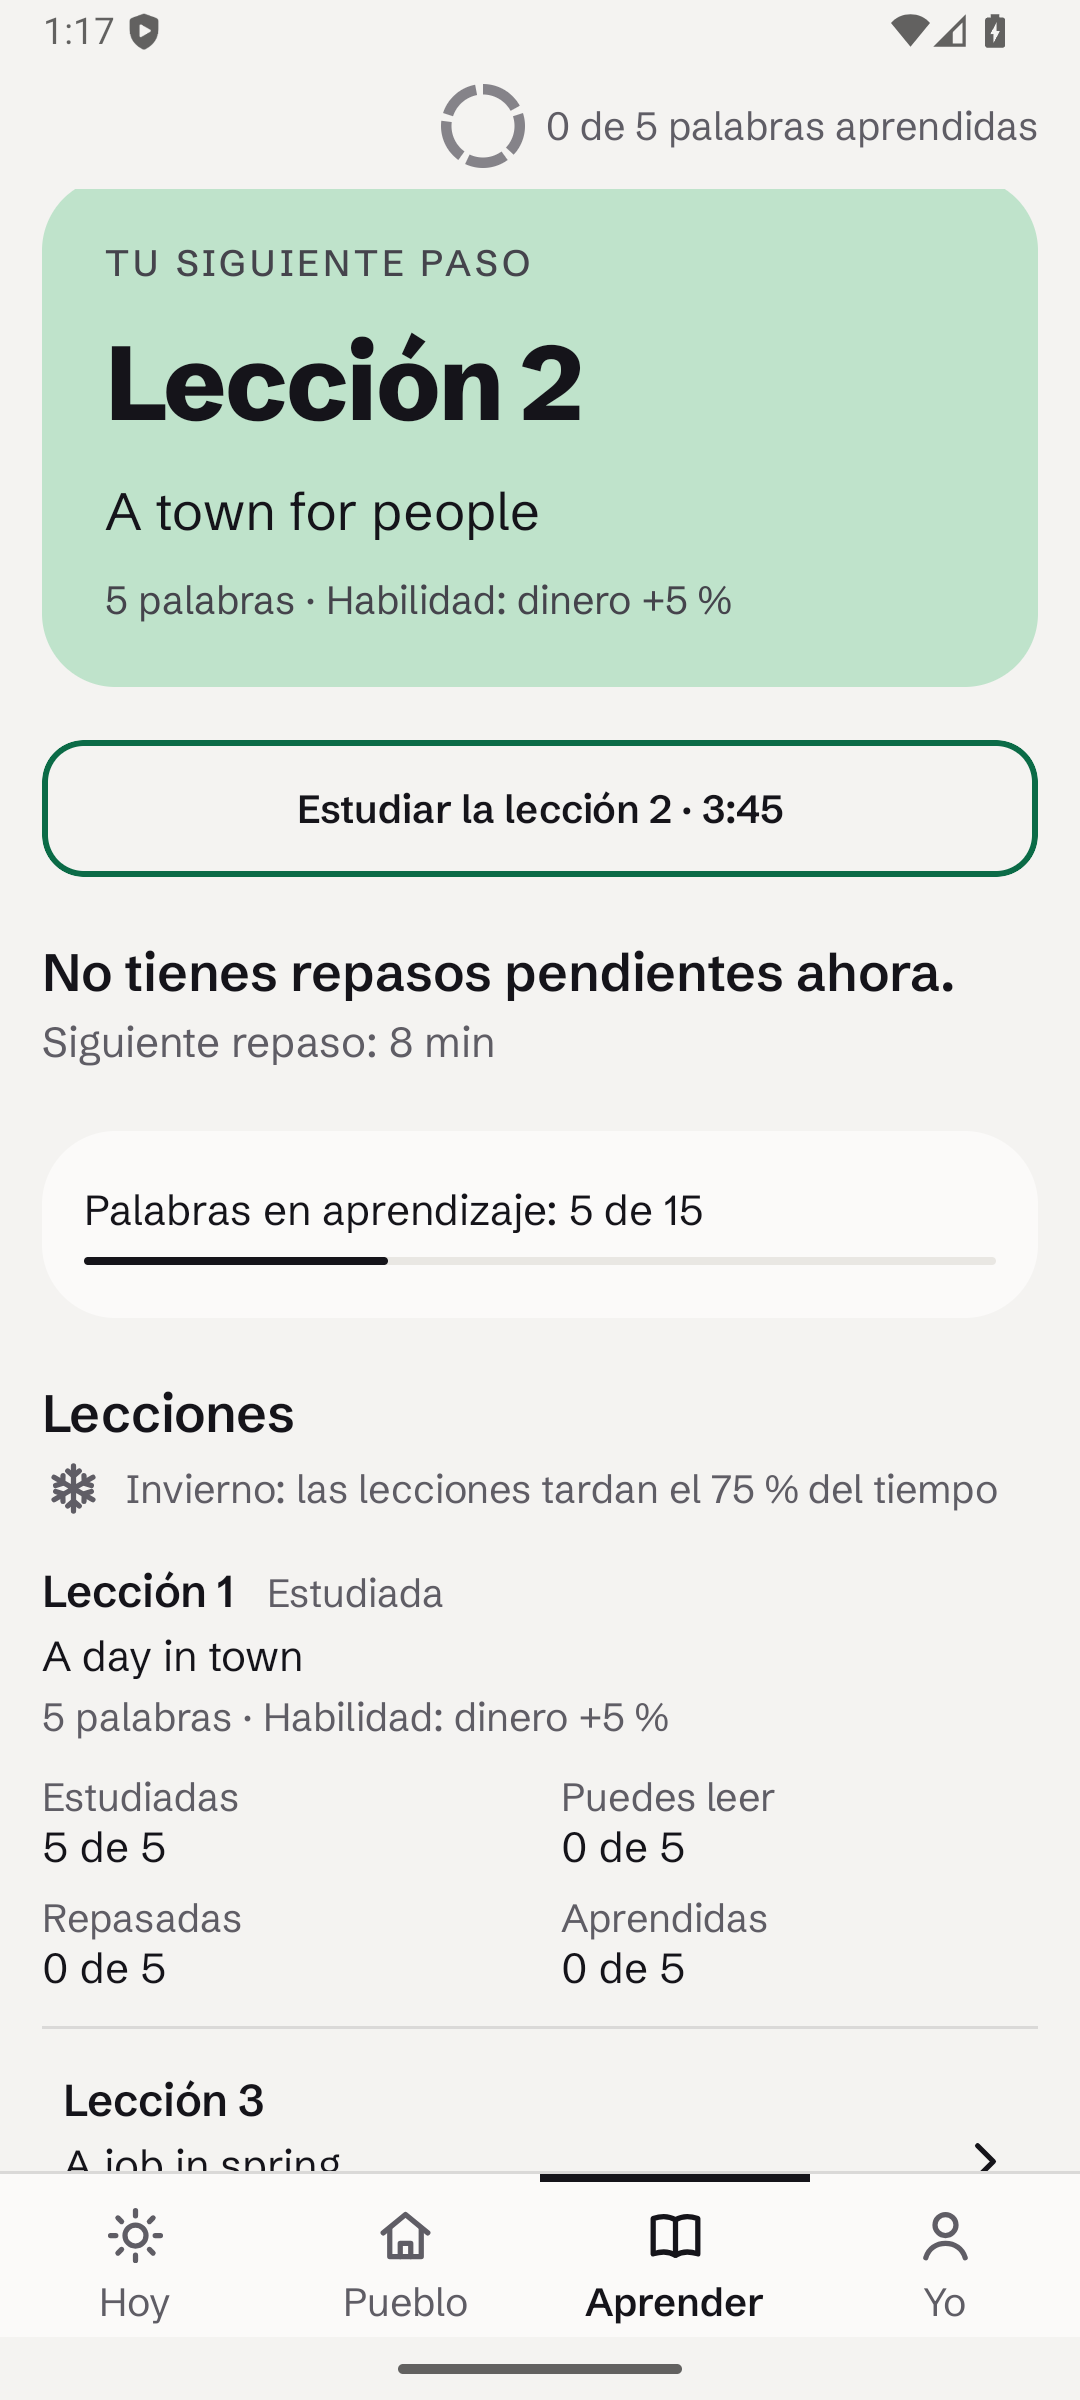 1:17
0 de 5 palabras aprendidas
TU SIGUIENTE PASO
Lección 2
A town for people
5 palabras · Habilidad: dinero +5 %
Estudiar la lección 2 · 3:45
No tienes repasos pendientes ahora.
Siguiente repaso: 8 min
Palabras en aprendizaje: 5 de 15
Lecciones
Invierno: las lecciones tardan el 75 % del tiempo
Lección 1 Estudiada
A day in town
5 palabras · Habilidad: dinero +5 %
Estudiadas Puedes leer
5 de 5 0 de 5
Repasadas Aprendidas
0 de 5 0 de 5
Lección 3
A job in spring
Hoy Pueblo Aprender Yo